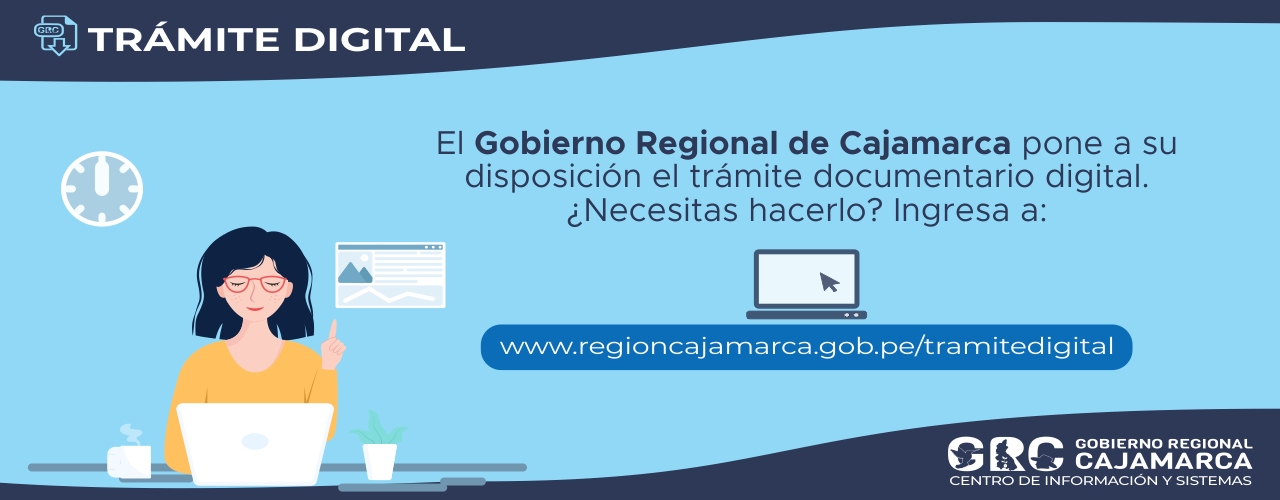 GRC
TRÁMITE DIGITAL
El Gobierno Regional de Cajamarca pone a su
disposición el trámite documentario digital.
¿Necesitas hacerlo? Ingresa a:
www.regioncajamarca.gob.pe/tramitedigital
GRC
GOBIERNO REGIONAL
CAJAMARCA
CENTRO DE INFORMACIÓN Y SISTEMAS